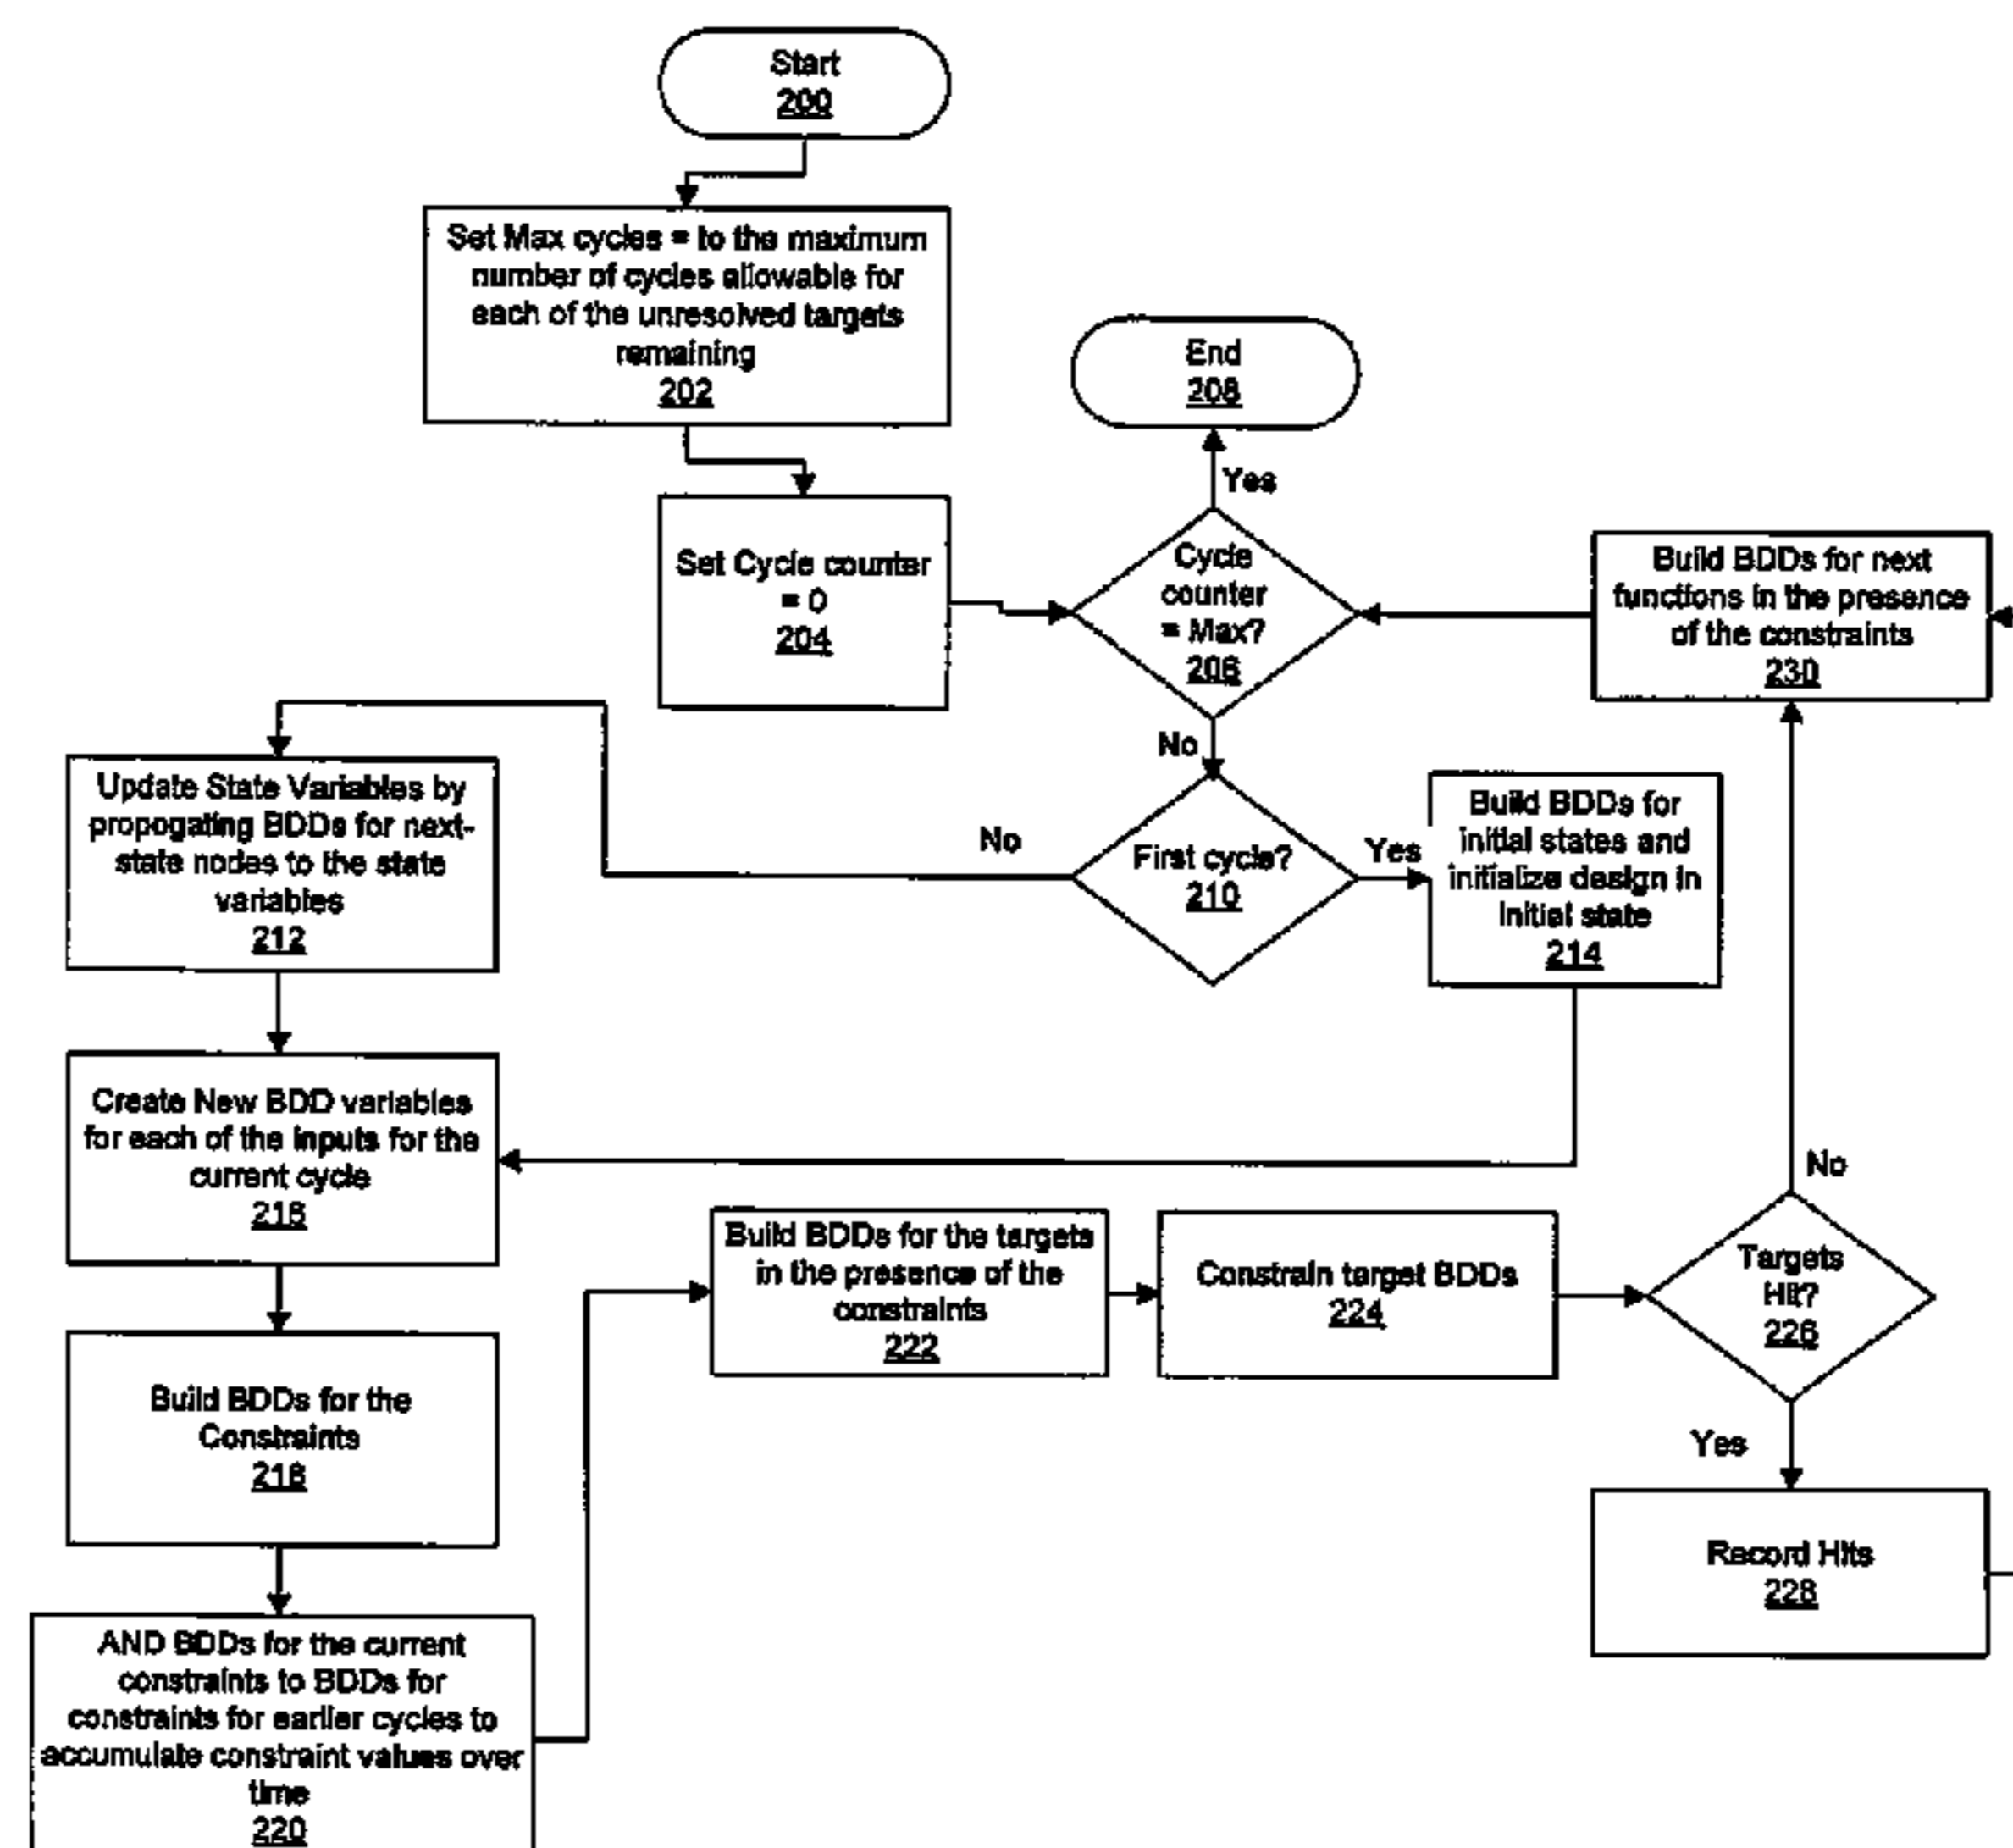 Start
200
Set Max cycles = to the maximum
number of cycles allowable for
each of the unresolved targets
remaining
202
End
208
Yes
Set Cycle counter
= 0
204
Cycle
counter
= Max?
206
Build BDDs for next
functions in the presence
of the constraints
230
No
Update State Variables by
propogating BDDs for next-
state nodes to the state
variables
212
No
First cycle?
210
Yes
Build BDDs for
initial states and
initialize design in
initial state
214
Create New BDD variables
for each of the inputs for the
current cycle
216
No
Build BDDs for the targets
in the presence of the
constraints
222
Constrain target BDDs
224
Targets
Hit?
226
Yes
Build BDDs for the
Constraints
218
Record Hits
228
AND BDDs for the current
constraints to BDDs for
constraints for earlier cycles to
accumulate constraint values over
time
220